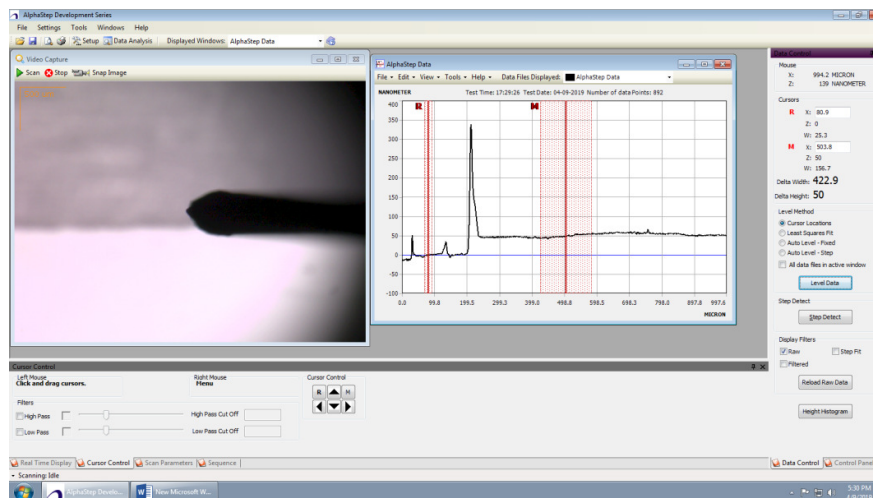 AlphaStep Development Series
File Settings Tools Windows Help
Setup Data Analysis Displayed Windows: AlphaStep Data
Video Capture
Scan Stop Snap Image
AlphaStep Data
File Edit View Tools Help Data Files Displayed: AlphaStep Data
NANOMETER Test Time: 17:29:26 Test Date: 04-09-2019 Number of data Points: 892
R M
400
350
300
250
200
150
100
50
0
-50
-100
0.0 99.8 199.5 299.3 399.0 498.8 598.5 698.3 798.0 897.8 997.6
MICRON
Data Control
Mouse
X: 994.2 MICRON
Z: 139 NANOMETER
Cursors
R X: 80.9
Z: 0
W: 25.3
M X: 503.8
Z: 50
W: 156.7
Delta Width: 422.9
Delta Height: 50
Level Method
Cursor Locations
Least Squares Fit
Auto Level - Fixed
Auto Level - Step
All data files in active window
Level Data
Step Detect
Step Detect
Display Filters
Raw Step Fit
Filtered
Reload Raw Data
Height Histogram
Cursor Control
Left Mouse
Click and drag cursors.
Right Mouse
Menu
Cursor Control
R M
Filters
High Pass High Pass Cut Off
Low Pass Low Pass Cut Off
Real Time Display Cursor Control Scan Parameters Sequence
Data Control Control Panel
Scanning: Idle
AlphaStep Develo... New Microsoft W...
5:30 PM
4/9/2019